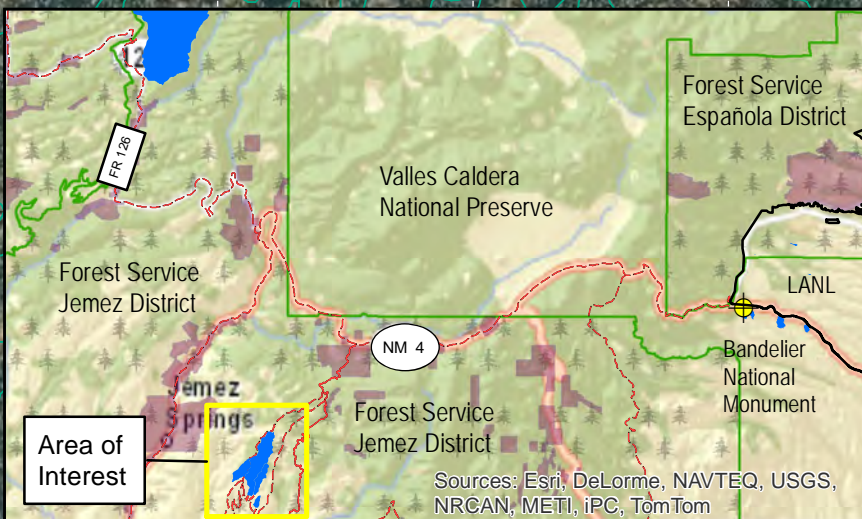 12
FR 126
Forest Service
Española District
Valles Caldera
National Preserve
Forest Service
Jemez District
LANL
NM 4
Bandelier
National
Monument
Jemez
Springs
Forest Service
Jemez District
Area of
Interest
Sources: Esri, DeLorme, NAVTEQ, USGS,
NRCAN, METI, iPC, TomTom